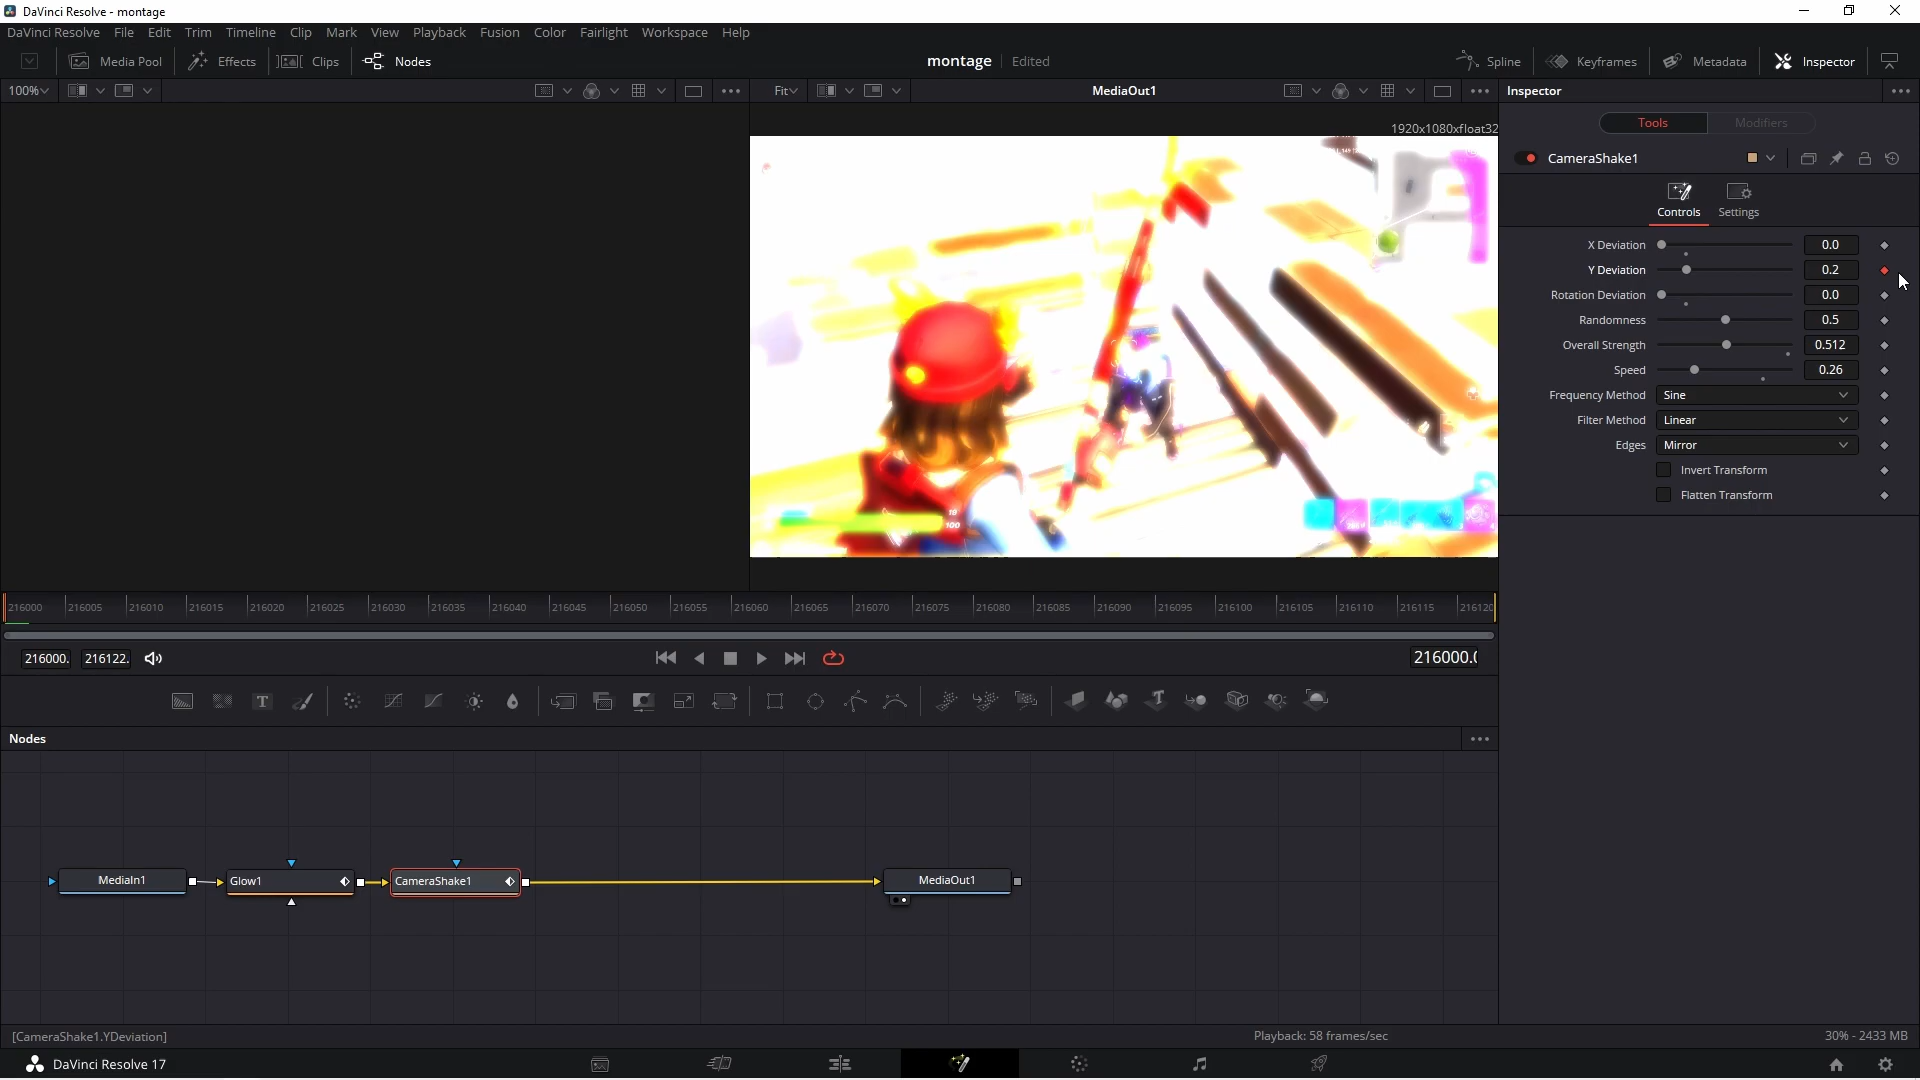 DaVinci Resolve - montage
DaVinci Resolve File Edit Trim Timeline Clip Mark View Playback Fusion Color Fairlight Workspace Help
Media Pool Effects Clips Nodes montage Edited Spline Keyframes Metadata Inspector
100% Fit MediaOut1 Inspector
1920x1080xfloat32
Tools Modifiers
CameraShake1
Controls Settings
X Deviation 0.0
Y Deviation 0.2
Rotation Deviation 0.0
Randomness 0.5
Overall Strength 0.512
Speed 0.26
Frequency Method Sine
Filter Method Linear
Edges Mirror
Invert Transform
Flatten Transform
19
100
216000 216005 216010 216015 216020 216025 216030 216035 216040 216045 216050 216055 216060 216065 216070 216075 216080 216085 216090 216095 216100 216105 216110 216115 216120
216000. 216122. 216000.0
Nodes
MediaIn1 Glow1 CameraShake1 MediaOut1
[CameraShake1.YDeviation] Playback: 58 frames/sec 30% - 2433 MB
DaVinci Resolve 17